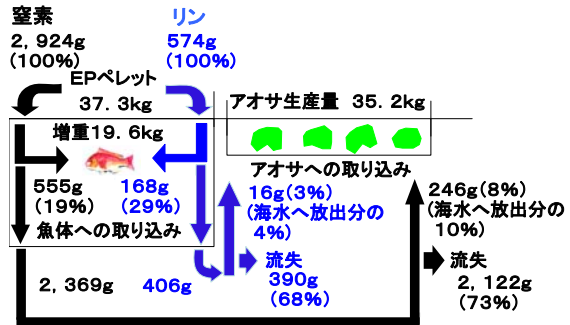 窒素
リン
2,924g
(100%)
574g
(100%)
EPペレット
37.3kg
アオサ生産量 35.2kg
増重19.6kg
アオサへの取り込み
555g
(19%)
168g
(29%)
魚体への取り込み
16g(3%)
(海水へ放出分の
4%)
246g(8%)
(海水へ放出分の
10%)
2,369g
406g
流失
390g
(68%)
流失
2,122g
(73%)